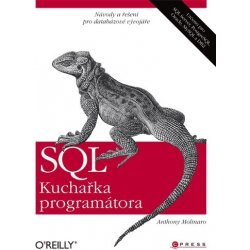 Návody a řešení
pro databázové vývojáře
SQL
Kuchařka
programátora
Anthony Molinaro
O'REILLY®
CPRESS